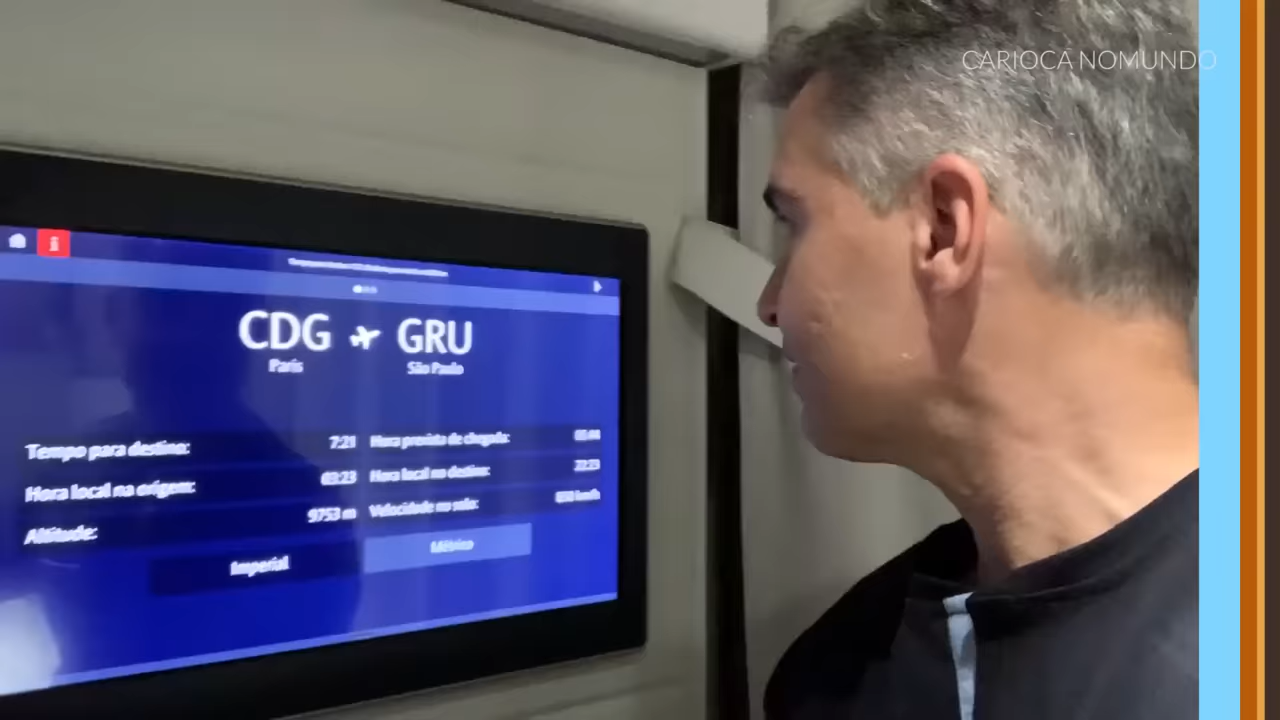 CARIOCA NOMUNDO
CDG GRU
Paris São Paulo
Tempo para destino: 7:21
Hora prevista de chegada:
Hora local na origem: 03:23
Hora local no destino: 22:23
Altitude: 9753 m
Velocidade no solo: km/h
Imperial Métrico